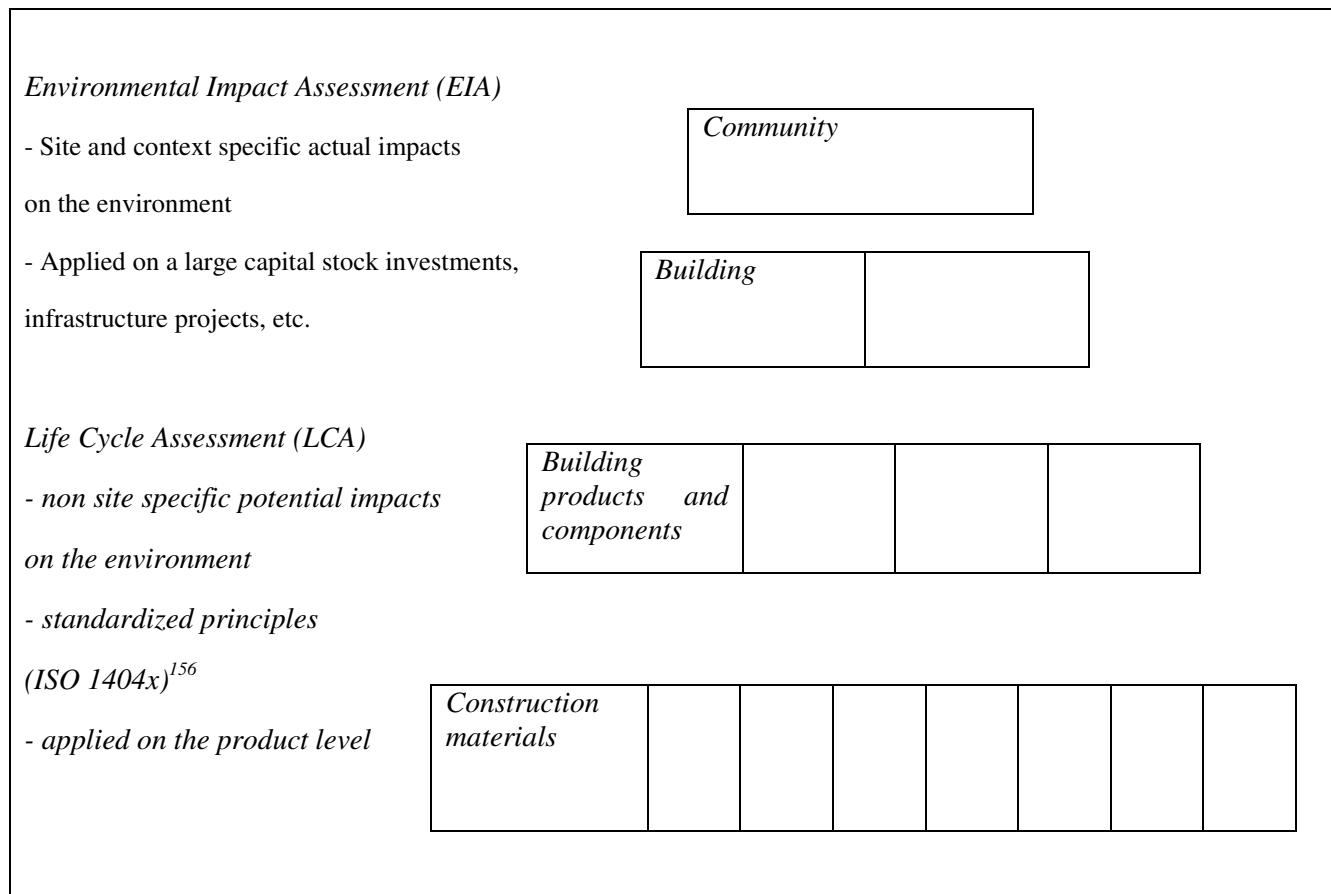 Environmental Impact Assessment (EIA)
- Site and context specific actual impacts
on the environment
- Applied on a large capital stock investments,
infrastructure projects, etc.
Community
Building
Life Cycle Assessment (LCA)
- non site specific potential impacts
on the environment
- standardized principles
(ISO 1404x)156
- applied on the product level
Building
products and
components
Construction
materials